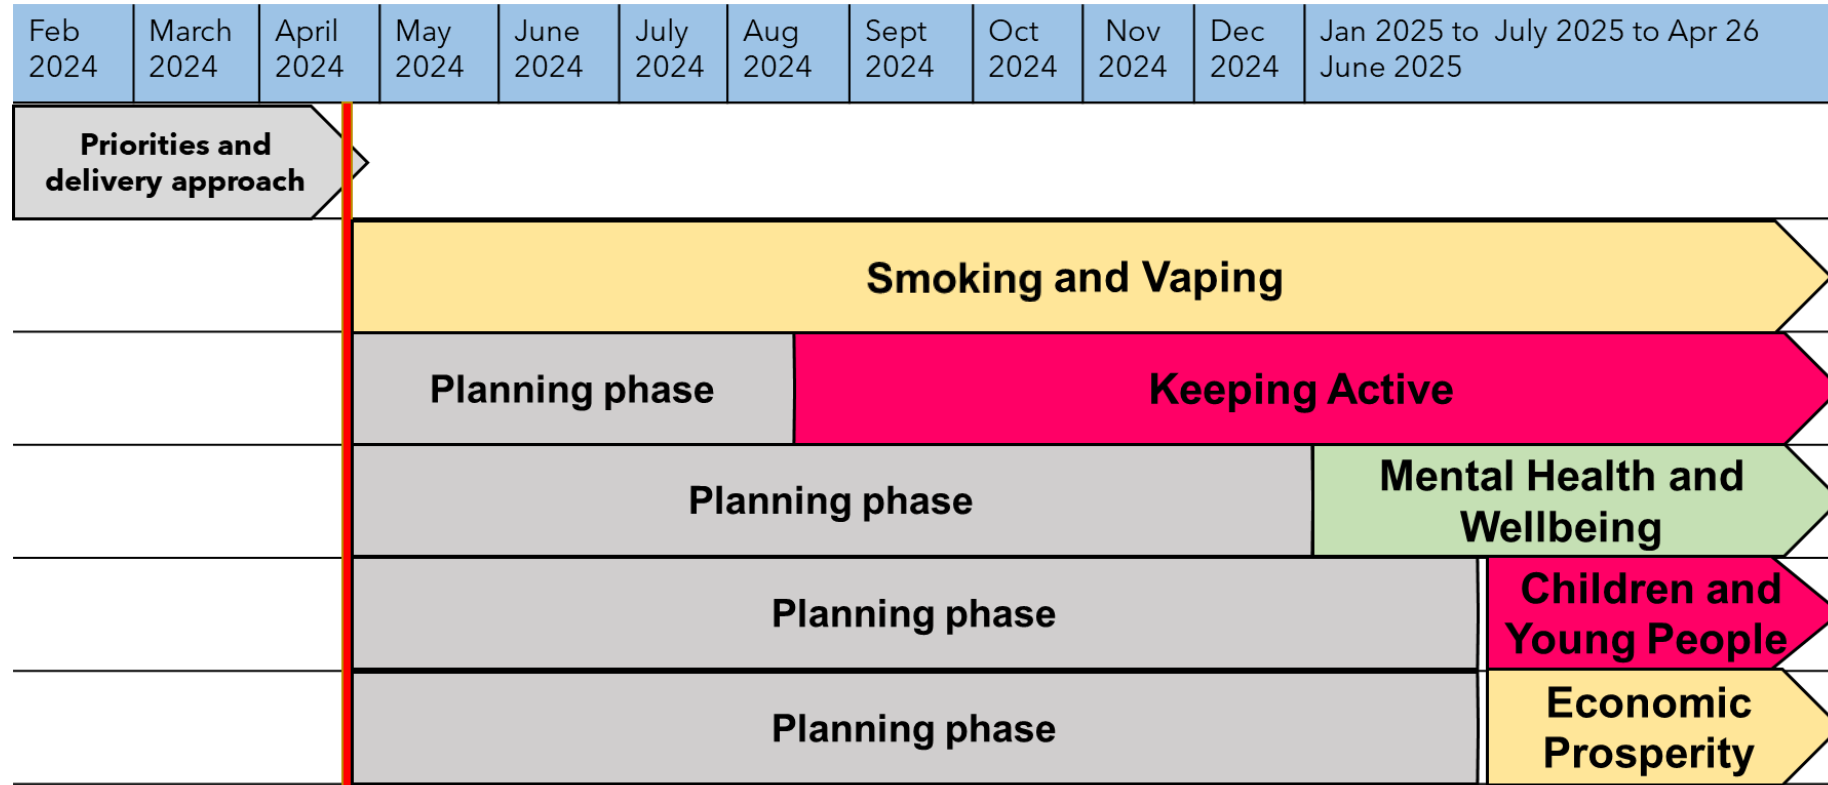 Feb
2024
March
2024
April
2024
May
2024
June
2024
July
2024
Aug
2024
Sept
2024
Oct
2024
Nov
2024
Dec
2024
Jan 2025 to
June 2025
July 2025 to Apr 26
Priorities and
delivery approach
Smoking and Vaping
Planning phase
Keeping Active
Planning phase
Mental Health and
Wellbeing
Planning phase
Children and
Young People
Planning phase
Economic
Prosperity